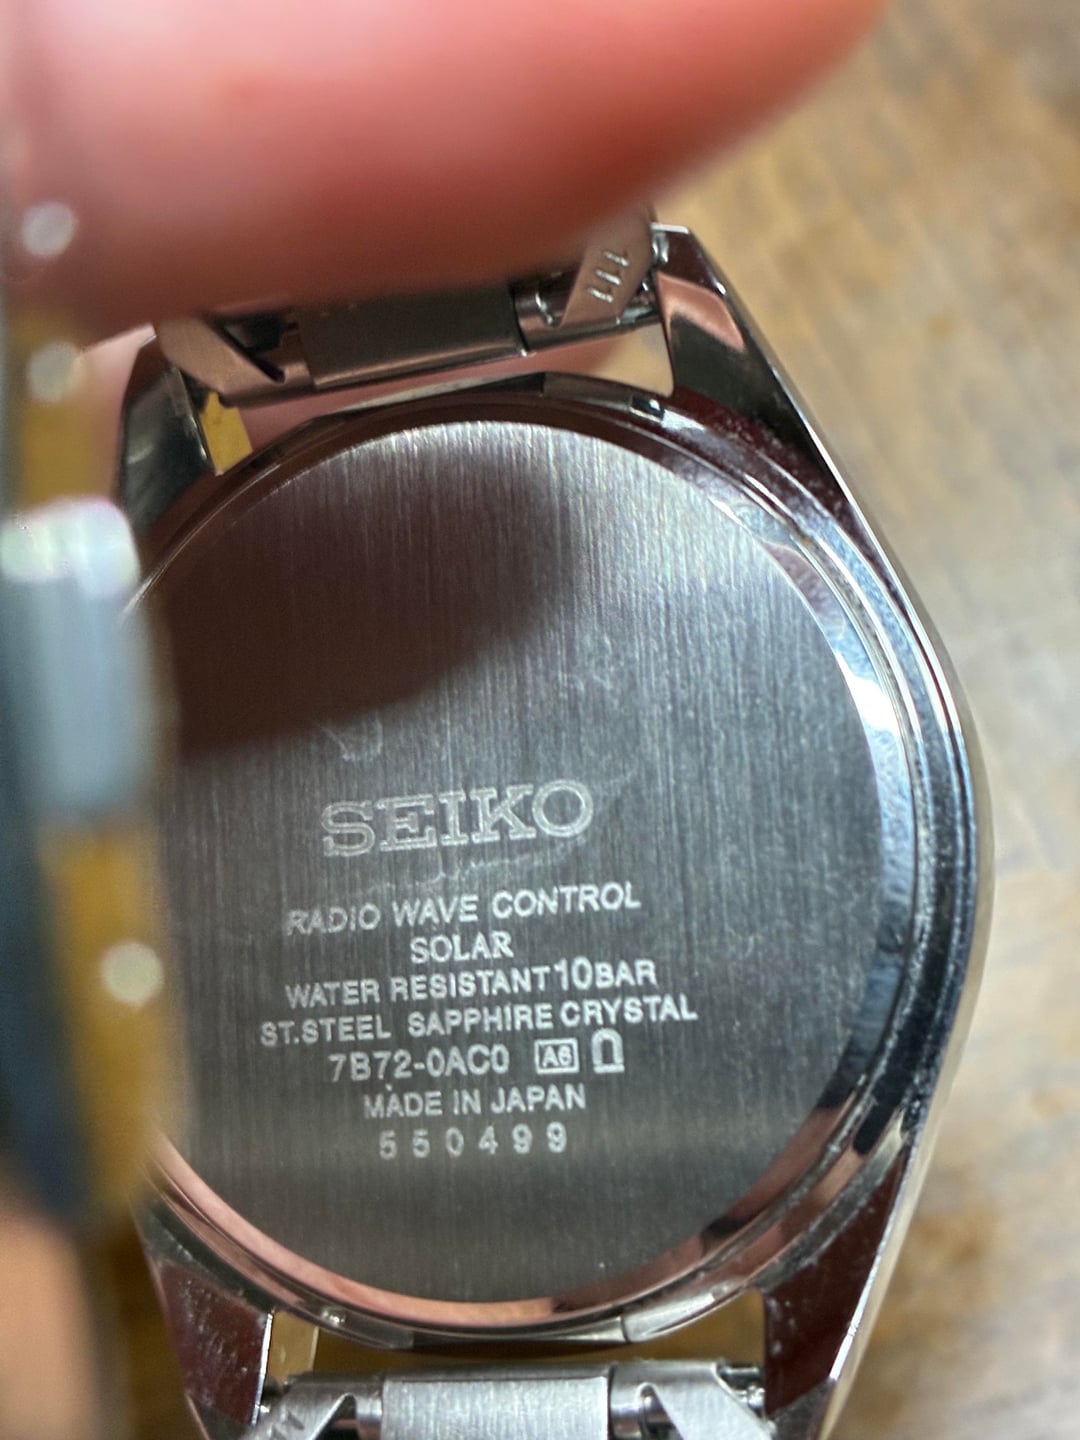 111
SEIKO
RADIO WAVE CONTROL
SOLAR
WATER RESISTANT 10BAR
ST.STEEL SAPPHIRE CRYSTAL
7B72-0AC0 A6
MADE IN JAPAN
550499